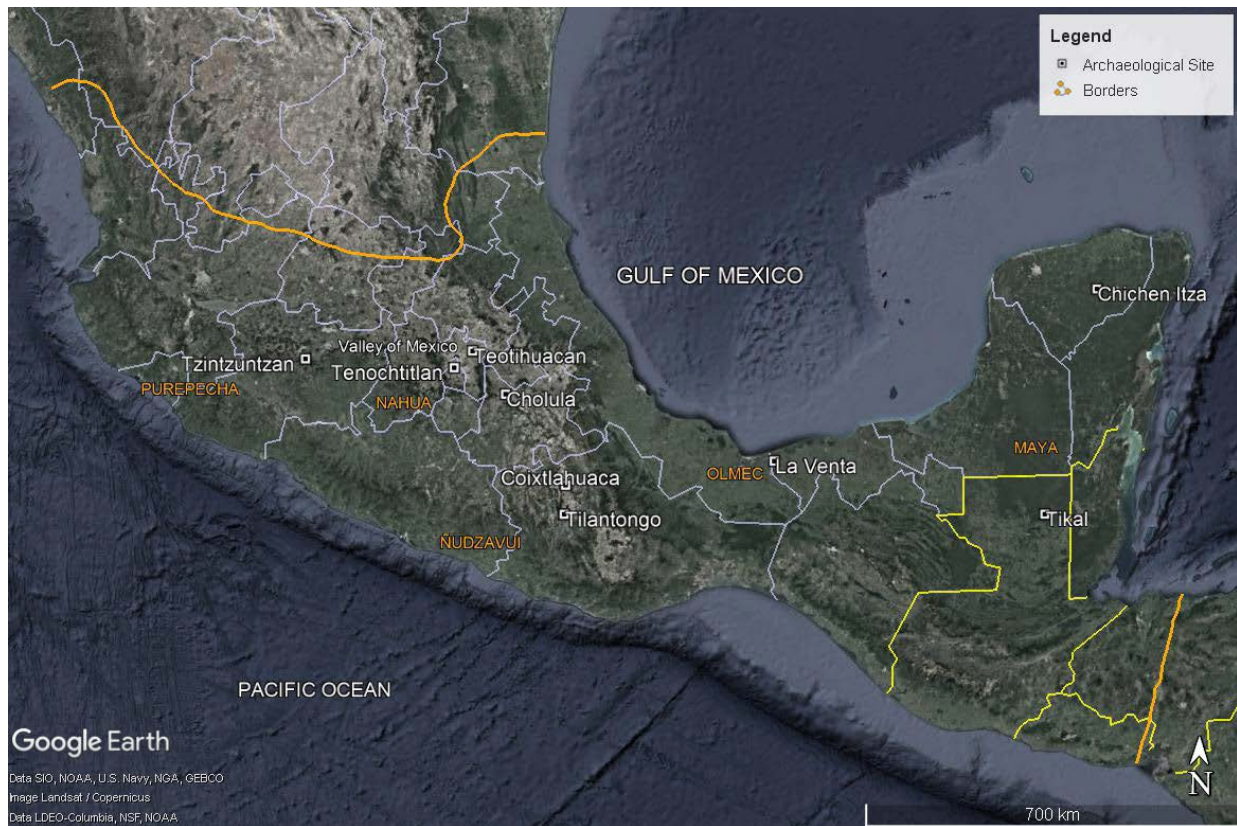 Legend
Archaeological Site
Borders
GULF OF MEXICO
Chichen Itza
Valley of Mexico
Teotihuacan
Tzintzuntzan
Tenochtitlan
PUREPECHA
NAHUA
Cholula
MAYA
OLMEC
La Venta
Coixtlahuaca
Tilantongo
Tikal
ÑUDZAVUI
PACIFIC OCEAN
Google Earth
Data SIO, NOAA, U.S. Navy, NGA, GEBCO
Image Landsat / Copernicus
Data LDEO-Columbia, NSF, NOAA
N
700 km